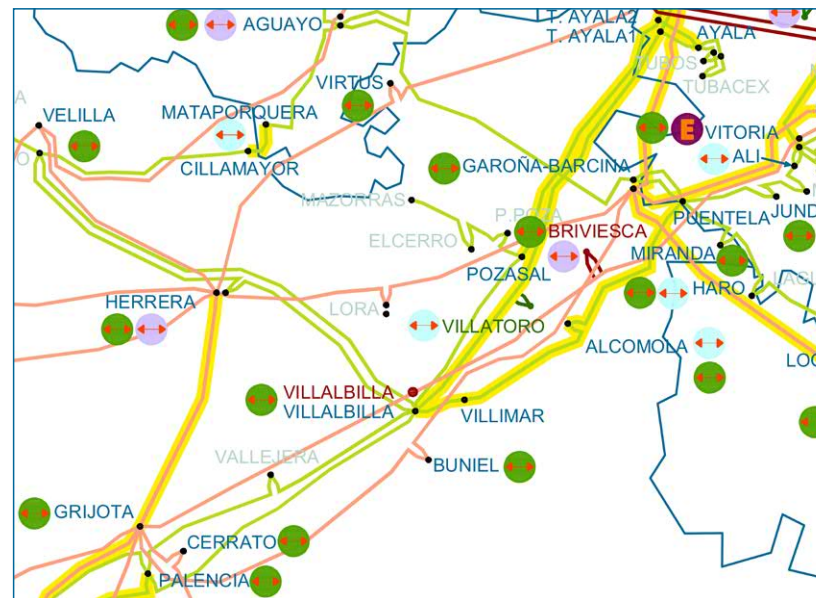 AGUAYO
T. AYALA2
T. AYALA1
AYALA
TUBOS
TUBACEX
VIRTUS
VELILLA
MATAPORQUERA
CILLAMAYOR
E
VITORIA
ALI
GAROÑA-BARCINA
MAZORRAS
P.POZA
ELCERRO
BRIVIESCA
PUENTELA
JUND
POZASAL
MIRANDA
HARO
HERRERA
LORA
VILLATORO
ALCOMOLA
VILLALBILLA
VILLALBILLA
VILLIMAR
VALLEJERA
BUNIEL
GRIJOTA
CERRATO
PALENCIA